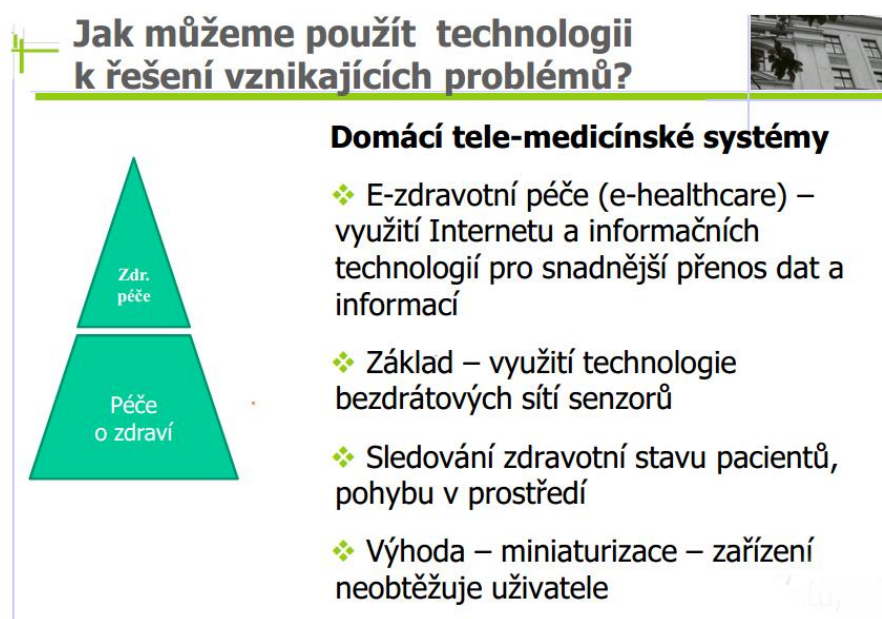 Jak můžeme použít technologii
k řešení vznikajících problémů?
Domácí tele-medicínské systémy
E-zdravotní péče (e-healthcare) –
využití Internetu a informačních
technologií pro snadnější přenos dat a
informací
Základ – využití technologie
bezdrátových sítí senzorů
Sledování zdravotní stavu pacientů,
pohybu v prostředí
Výhoda – miniaturizace – zařízení
neobtěžuje uživatele
Zdr.
péče
Péče
o zdraví